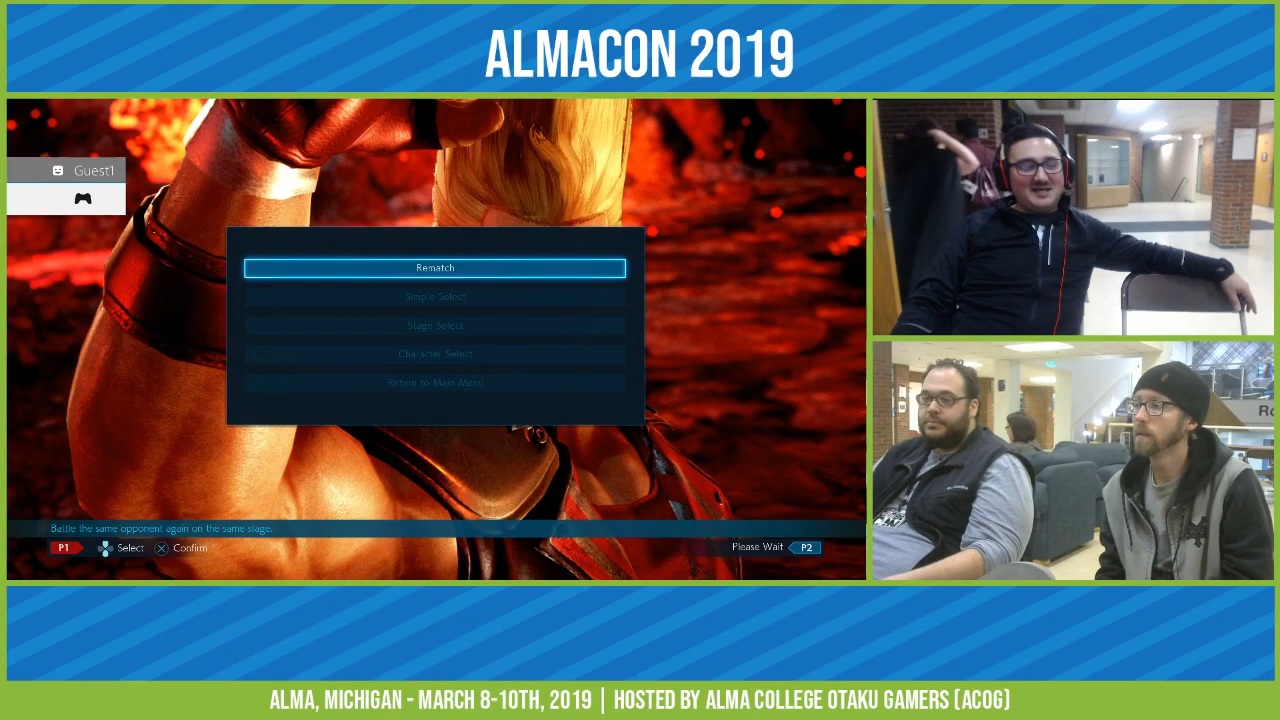 ALMACON 2019
Guest1
Rematch
Simple Select
Stage Select
Character Select
Return to Main Menu
Battle the same opponent again on the same stage.
P1 Select Confirm
Please Wait P2
Ro
ALMA, MICHIGAN - MARCH 8-10TH, 2019 | HOSTED BY ALMA COLLEGE OTAKU GAMERS (ACOG)